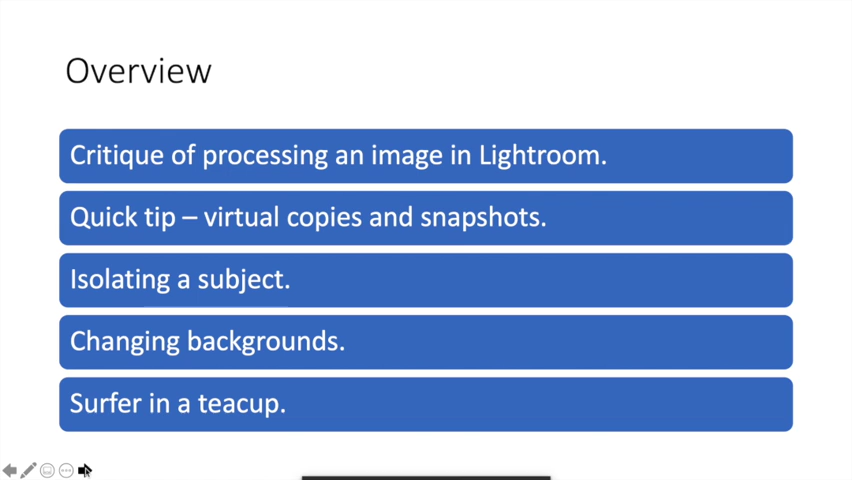 Overview
Critique of processing an image in Lightroom.
Quick tip – virtual copies and snapshots.
Isolating a subject.
Changing backgrounds.
Surfer in a teacup.